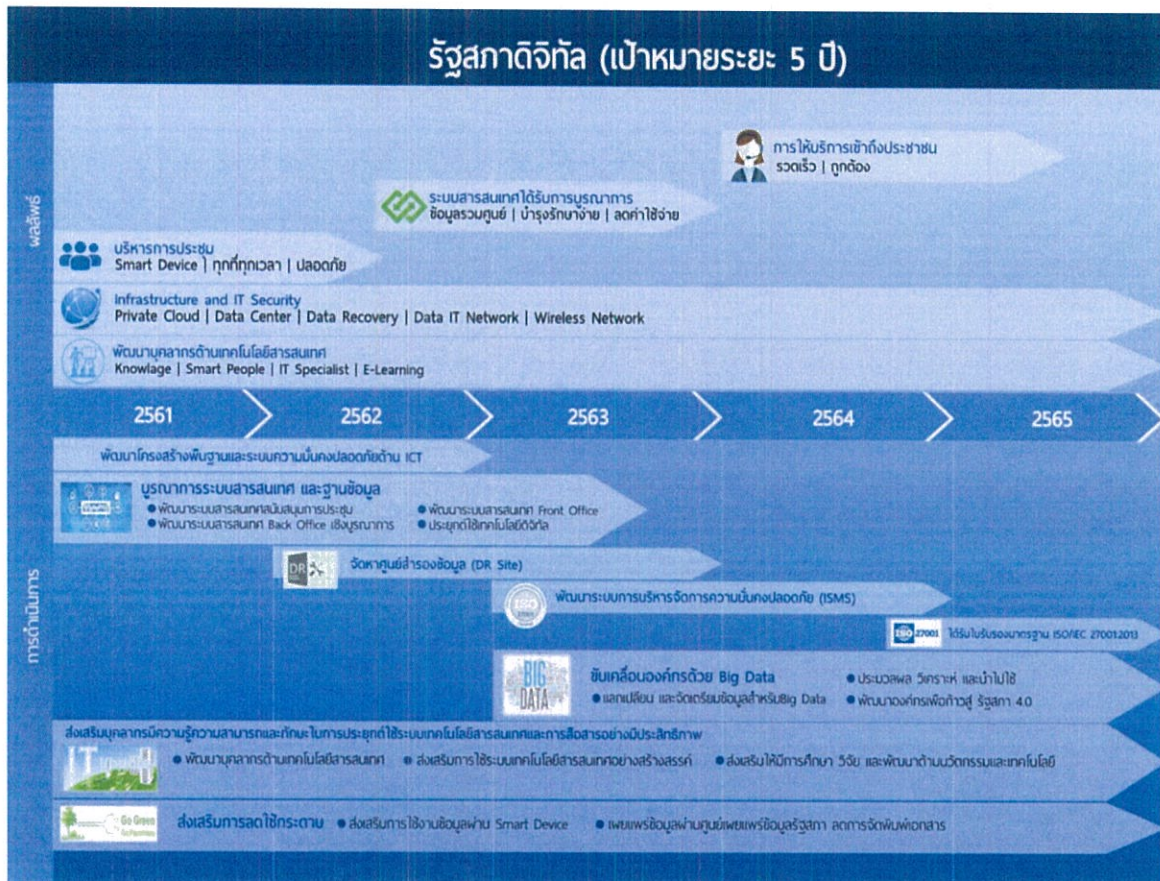 รัฐสภาดิจิทัล (เป้าหมายระยะ 5 ปี)
ผลลัพธ์
การให้บริการเข้าถึงประชาชน
รวดเร็ว | ถูกต้อง
ระบบสารสนเทศได้รับการบูรณาการ
ข้อมูลรวมศูนย์ | บำรุงรักษาง่าย | ลดค่าใช้จ่าย
บริหารการประชุม
Smart Device | ทุกที่ทุกเวลา | ปลอดภัย
Infrastructure and IT Security
Private Cloud | Data Center | Data Recovery | Data IT Network | Wireless Network
พัฒนาบุคลากรด้านเทคโนโลยีสารสนเทศ
Knowlage | Smart People | IT Specialist | E-Learning
2561 2562 2563 2564 2565
การดำเนินการ
พัฒนาโครงสร้างพื้นฐานและระบบความมั่นคงปลอดภัยด้าน ICT
บูรณาการระบบสารสนเทศ และฐานข้อมูล
● พัฒนาระบบสารสนเทศสนับสนุนการประชุม ● พัฒนาระบบสารสนเทศ Front Office
● พัฒนาระบบสารสนเทศ Back Office เชิงบูรณาการ ● ประยุกต์ใช้เทคโนโลยีดิจิทัล
DR จัดหาศูนย์สำรองข้อมูล (DR Site)
ISO พัฒนาระบบการบริหารจัดการความมั่นคงปลอดภัย (ISMS)
ISO 27001 ได้รับใบรับรองมาตรฐาน ISO/IEC 27001:2013
BIG DATA
ขับเคลื่อนองค์กรด้วย Big Data ● ประมวลผล วิเคราะห์ และนำไปใช้
● แลกเปลี่ยน และจัดเตรียมข้อมูลสำหรับBig Data ● พัฒนาองค์กรเพื่อก้าวสู่ รัฐสภา 4.0
ส่งเสริมบุคลากรมีความรู้ความสามารถและทักษะในการประยุกต์ใช้ระบบเทคโนโลยีสารสนเทศและการสื่อสารอย่างมีประสิทธิภาพ
IT
● พัฒนาบุคลากรด้านเทคโนโลยีสารสนเทศ ● ส่งเสริมการใช้ระบบเทคโนโลยีสารสนเทศอย่างสร้างสรรค์ ● ส่งเสริมให้มีการศึกษา วิจัย และพัฒนาด้านนวัตกรรมและเทคโนโลยี
Go Green
Go Paperless
ส่งเสริมการลดใช้กระดาษ ● ส่งเสริมการใช้งานข้อมูลผ่าน Smart Device ● เผยแพร่ข้อมูลผ่านศูนย์เผยแพร่ข้อมูลรัฐสภา ลดการจัดพิมพ์เอกสาร